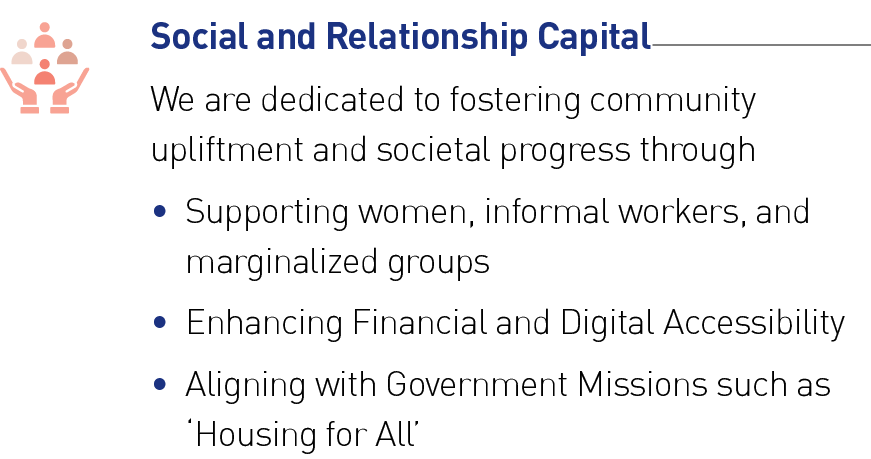 Social and Relationship Capital
We are dedicated to fostering community
upliftment and societal progress through
• Supporting women, informal workers, and
marginalized groups
• Enhancing Financial and Digital Accessibility
• Aligning with Government Missions such as
‘Housing for All’